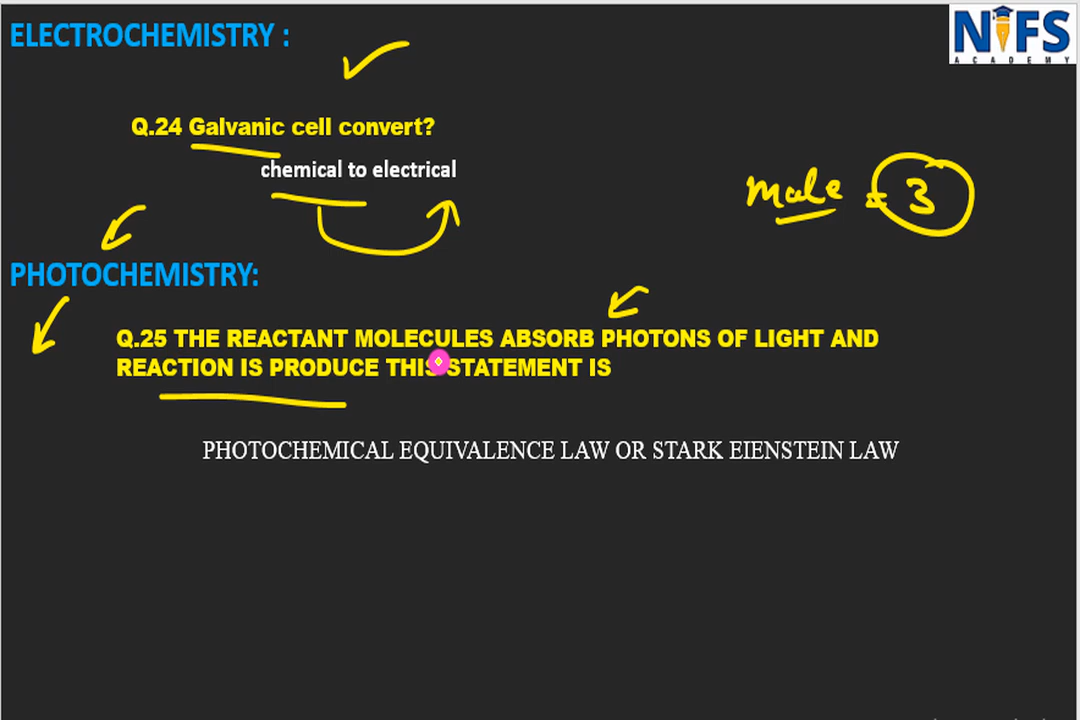 ELECTROCHEMISTRY :
NiFS
ACADEMY
Q.24 Galvanic cell convert?
chemical to electrical
mole = 3
PHOTOCHEMISTRY:
Q.25 THE REACTANT MOLECULES ABSORB PHOTONS OF LIGHT AND
REACTION IS PRODUCE THIS STATEMENT IS
PHOTOCHEMICAL EQUIVALENCE LAW OR STARK EIENSTEIN LAW